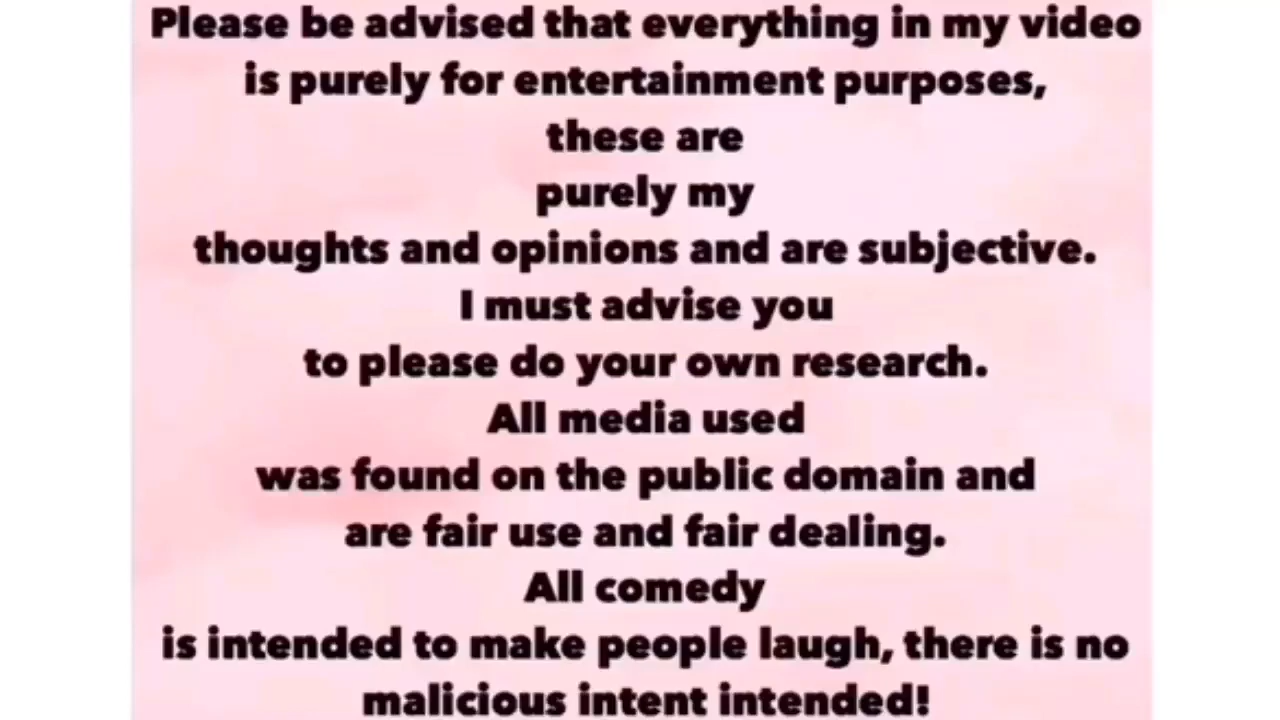 Please be advised that everything in my video
is purely for entertainment purposes,
these are
purely my
thoughts and opinions and are subjective.
I must advise you
to please do your own research.
All media used
was found on the public domain and
are fair use and fair dealing.
All comedy
is intended to make people laugh, there is no
malicious intent intended!